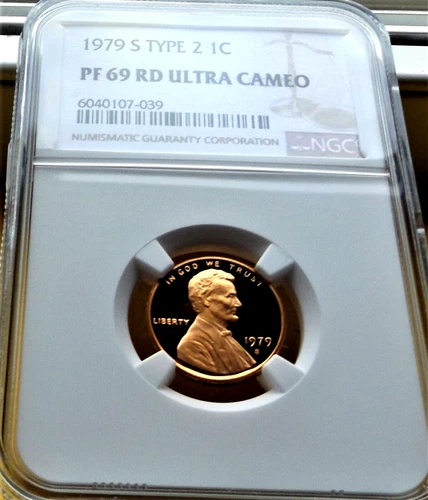 1979 S TYPE 2 1C
PF 69 RD ULTRA CAMEO
6040107-039
NUMISMATIC GUARANTY CORPORATION
NGC
IN GOD WE TRUST
LIBERTY
1979
S